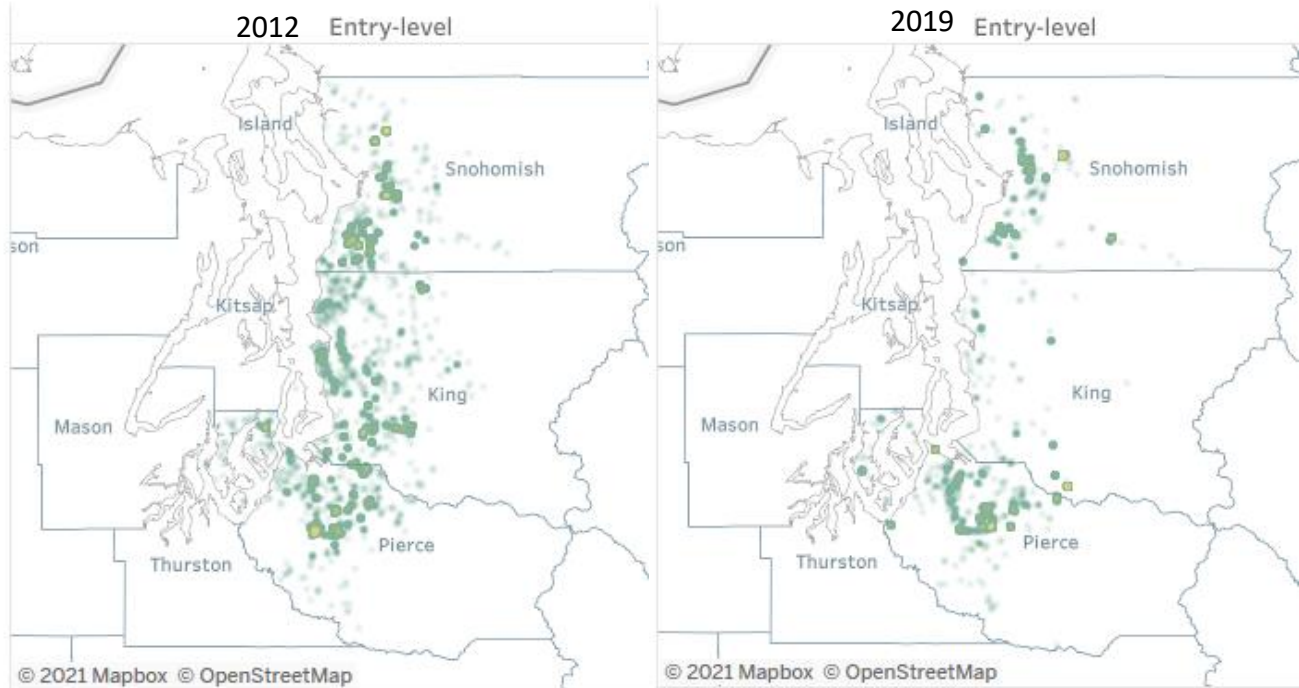 2012 Entry-level
2019 Entry-level
Island
Snohomish
son
Kitsap
King
Mason
Pierce
Thurston
© 2021 Mapbox © OpenStreetMap
Island
Snohomish
son
Kitsap
King
Mason
Pierce
Thurston
© 2021 Mapbox © OpenStreetMap